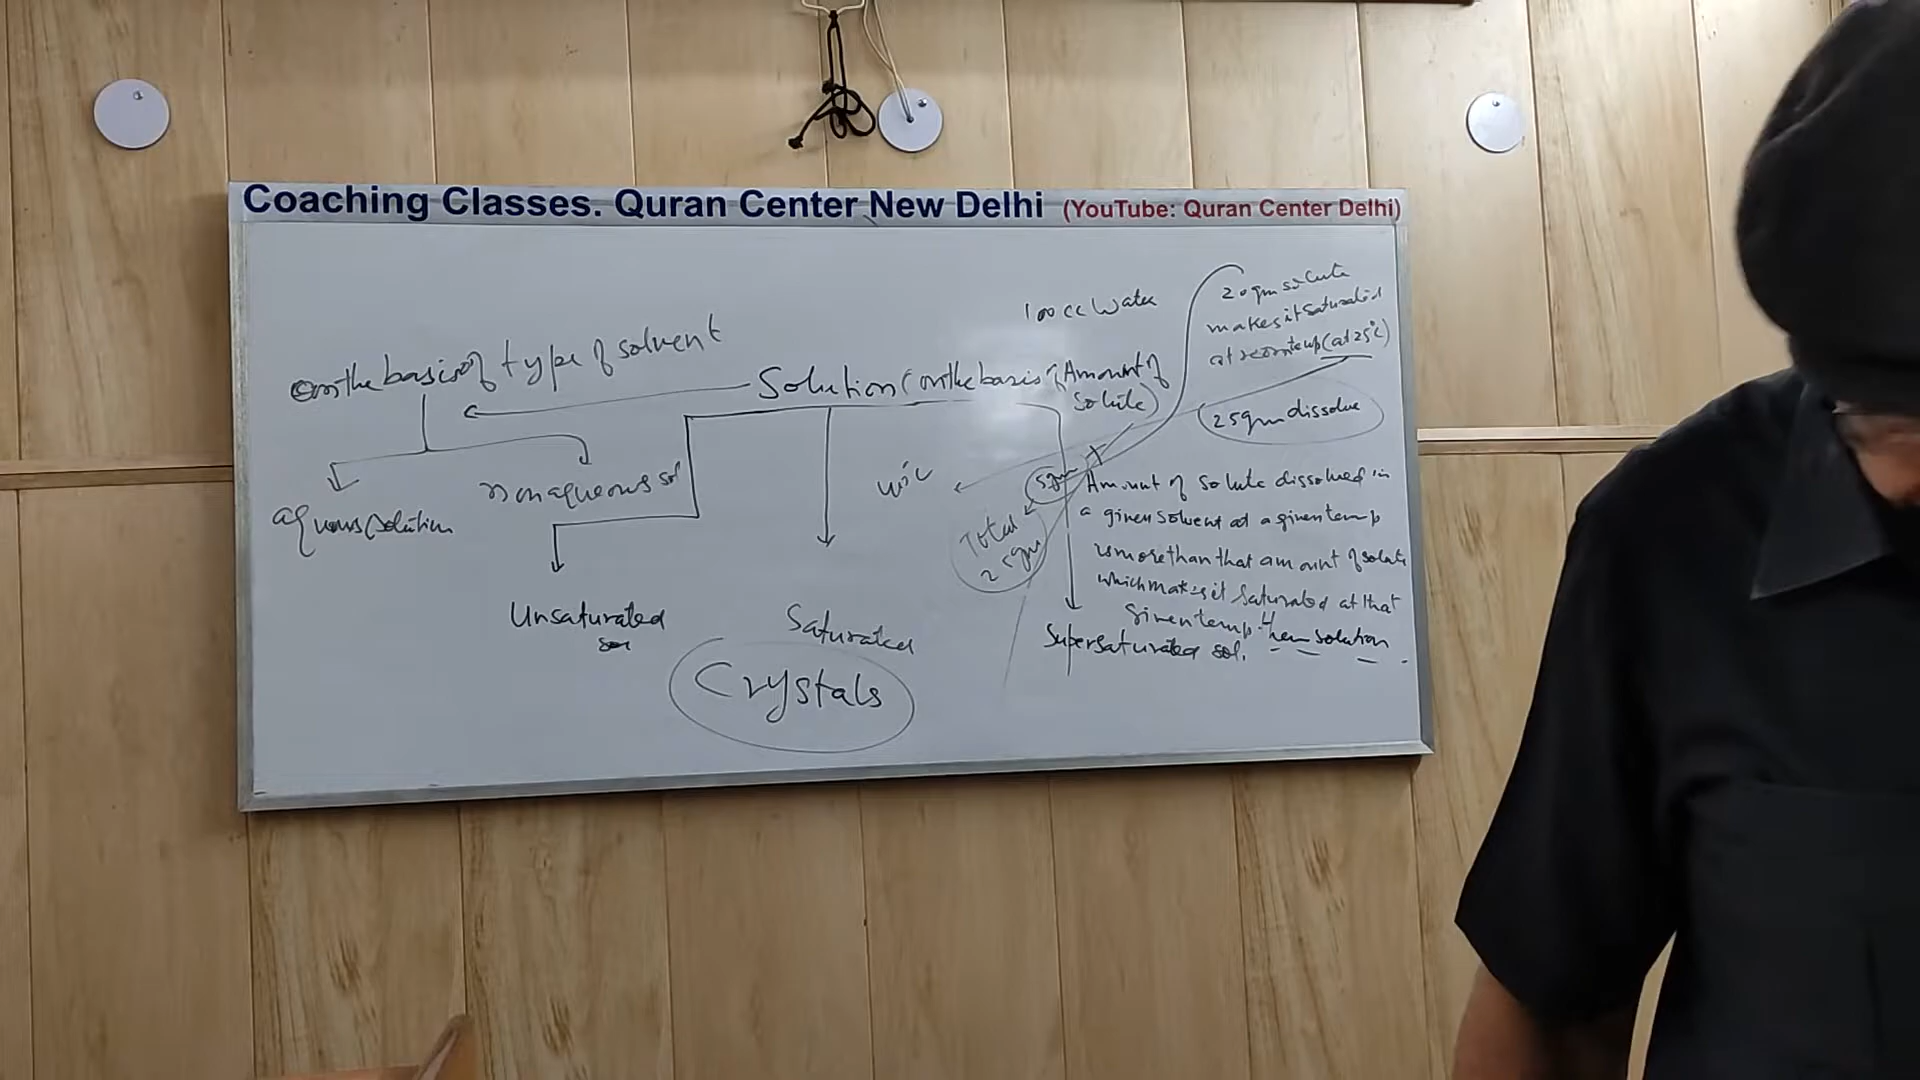 Coaching Classes. Quran Center New Delhi (YouTube: Quran Center Delhi)
on the basis of type of solvent
aqueous solution
non aqueous sol
Solution (on the basis of Amount of
Solute)
Unsaturated
sol
Saturated
Crystals
100 cc Water
20 gm solute
makes it saturated
at room temp (at 25°C)
25 gm dissolve
5 gm
Total
25 gm
Amount of solute dissolved in
a given solvent at a given temp
is more than that amount of solute
which makes it saturated at that
given temp. then solution
Supersaturated sol.